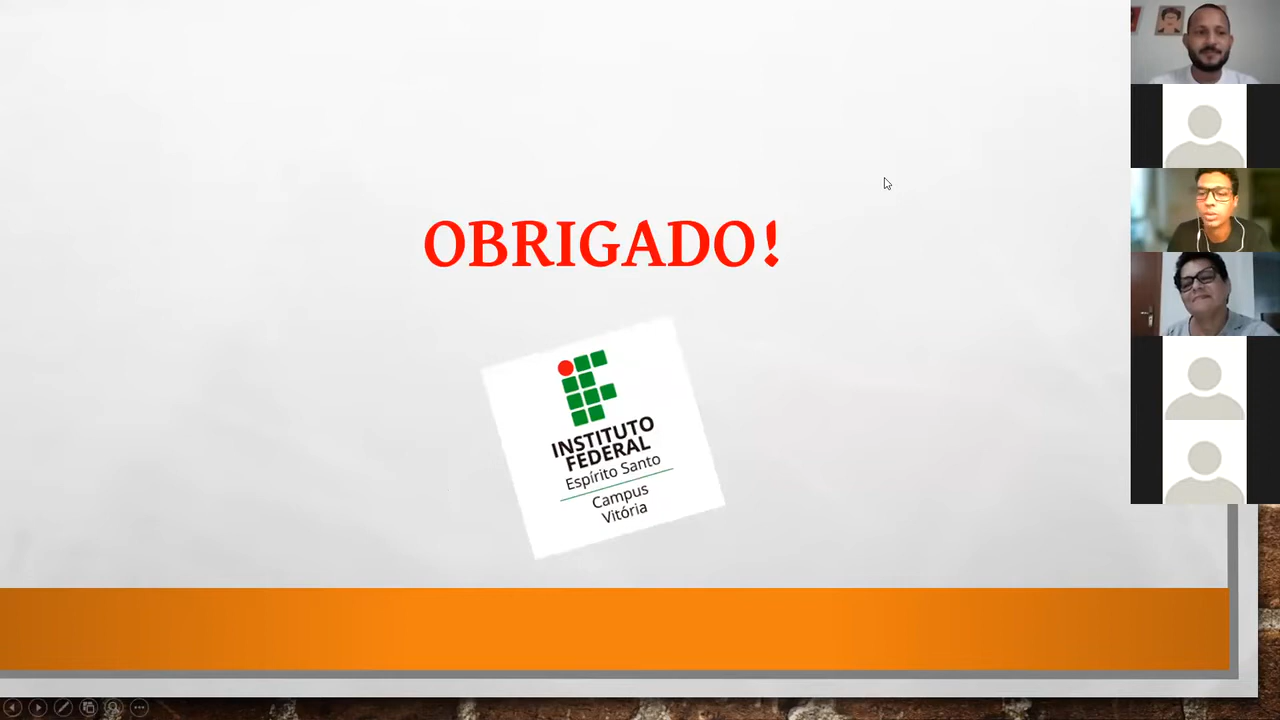 OBRIGADO!
INSTITUTO
FEDERAL
Espírito Santo
Campus
Vitória